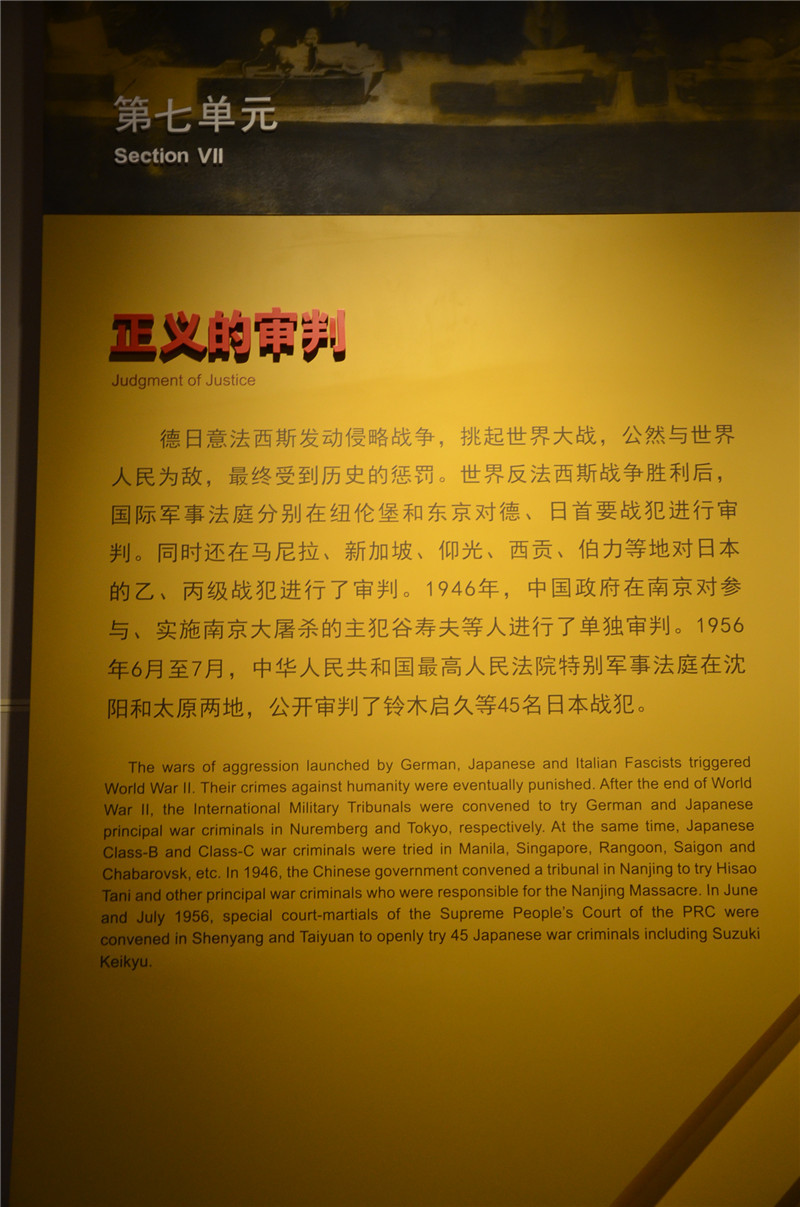 第七单元
Section VII
正义的审判
Judgment of Justice
德日意法西斯发动侵略战争，挑起世界大战，公然与世界
人民为敌，最终受到历史的惩罚。世界反法西斯战争胜利后，
国际军事法庭分别在纽伦堡和东京对德、日首要战犯进行审
判。同时还在马尼拉、新加坡、仰光、西贡、伯力等地对日本
的乙、丙级战犯进行了审判。1946年，中国政府在南京对参
与、实施南京大屠杀的主犯谷寿夫等人进行了单独审判。1956
年6月至7月，中华人民共和国最高人民法院特别军事法庭在沈
阳和太原两地，公开审判了铃木启久等45名日本战犯。
The wars of aggression launched by German, Japanese and Italian Fascists triggered
World War II. Their crimes against humanity were eventually punished. After the end of World
War II, the International Military Tribunals were convened to try German and Japanese
principal war criminals in Nuremberg and Tokyo, respectively. At the same time, Japanese
Class-B and Class-C war criminals were tried in Manila, Singapore, Rangoon, Saigon and
Chabarovsk, etc. In 1946, the Chinese government convened a tribunal in Nanjing to try Hisao
Tani and other principal war criminals who were responsible for the Nanjing Massacre. In June
and July 1956, special court-martials of the Supreme People's Court of the PRC were
convened in Shenyang and Taiyuan to openly try 45 Japanese war criminals including Suzuki
Keikyu.